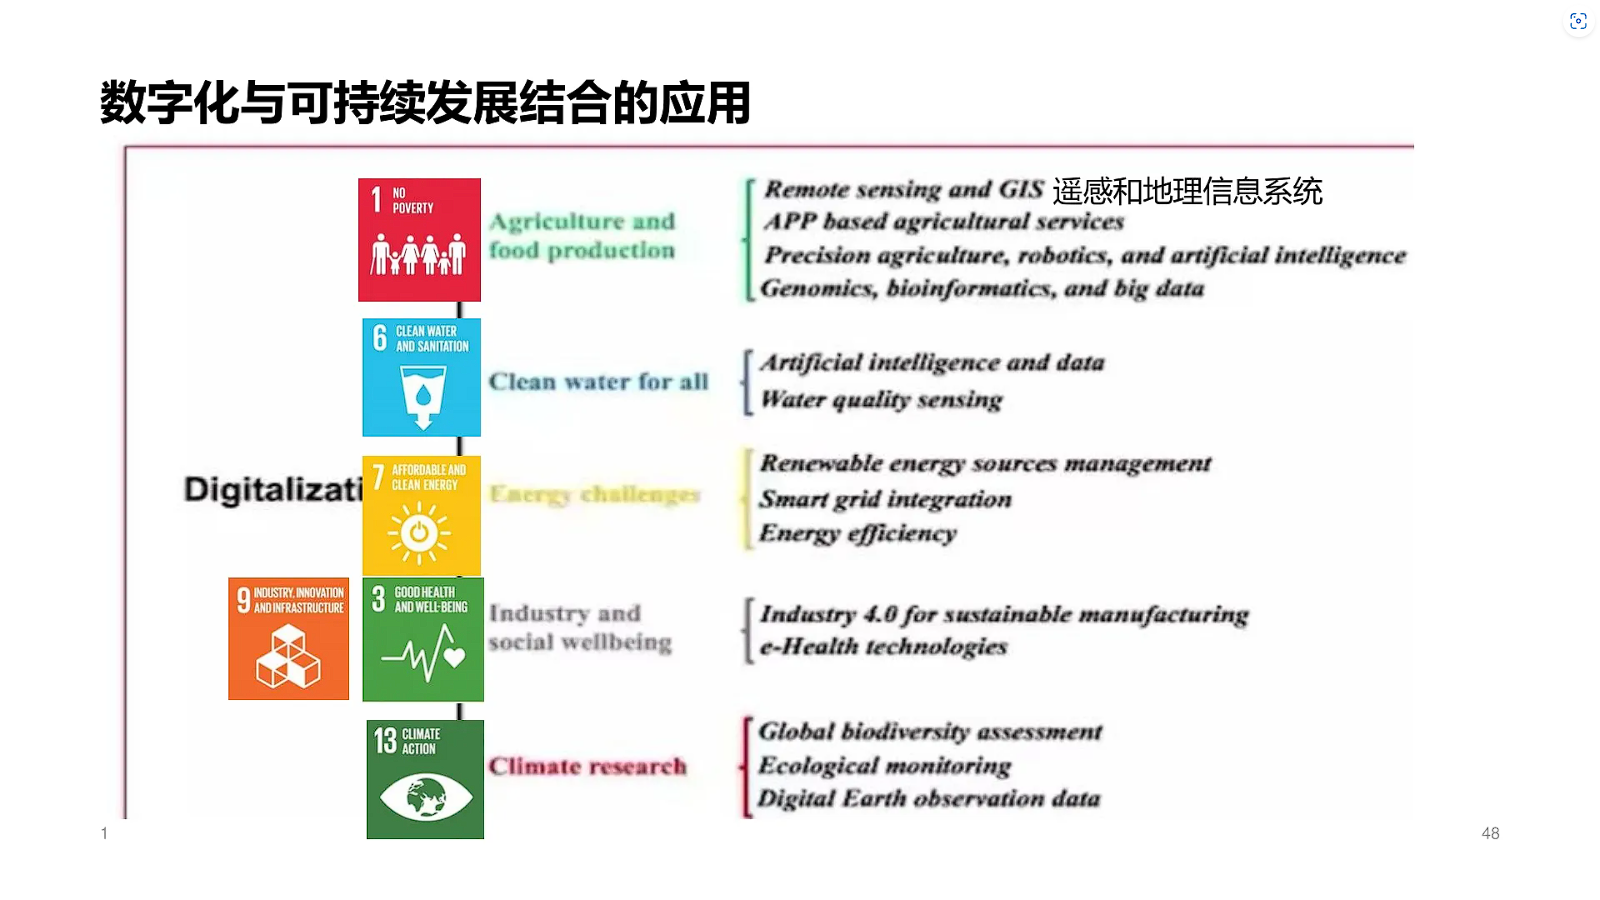 数字化与可持续发展结合的应用
1 NO
POVERTY
Agriculture and
food production
Remote sensing and GIS 遥感和地理信息系统
APP based agricultural services
Precision agriculture, robotics, and artificial intelligence
Genomics, bioinformatics, and big data
6 CLEAN WATER
AND SANITATION
Clean water for all
Artificial intelligence and data
Water quality sensing
Digitalizati
7 AFFORDABLE AND
CLEAN ENERGY
Energy challenges
Renewable energy sources management
Smart grid integration
Energy efficiency
9 INDUSTRY, INNOVATION
AND INFRASTRUCTURE
3 GOOD HEALTH
AND WELL-BEING
Industry and
social wellbeing
Industry 4.0 for sustainable manufacturing
e-Health technologies
13 CLIMATE
ACTION
Climate research
Global biodiversity assessment
Ecological monitoring
Digital Earth observation data
1
48